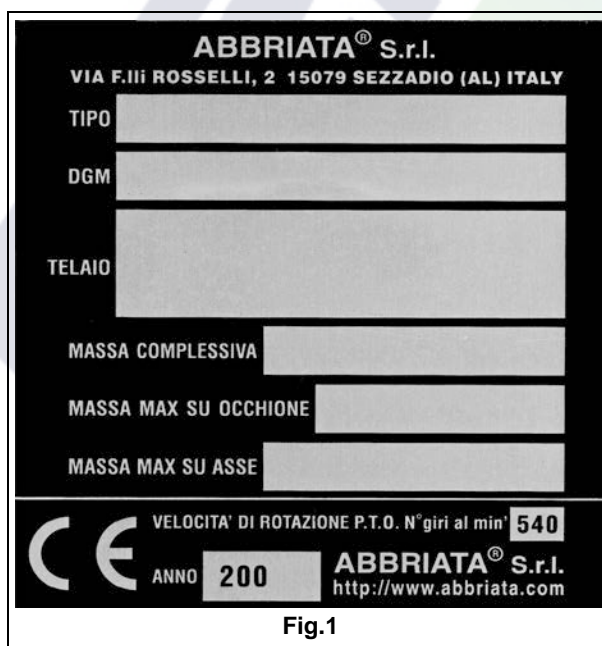 ABBRIATA® S.r.l.
VIA F.lli ROSSELLI, 2 15079 SEZZADIO (AL) ITALY
TIPO
DGM
TELAIO
MASSA COMPLESSIVA
MASSA MAX SU OCCHIONE
MASSA MAX SU ASSE
VELOCITA' DI ROTAZIONE P.T.O. N°giri al min' 540
CE
ANNO 200
ABBRIATA® S.r.l.
http://www.abbriata.com
Fig.1